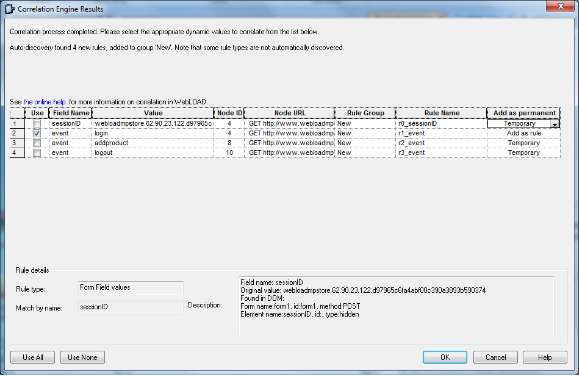 Correlation Engine Results
Correlation process completed. Please select the appropriate dynamic values to correlate from the list below.
Auto-discovery found 4 new rules, added to group 'New'. Note that some rule types are not automatically discovered.
See the online help for more information on correlation in WebLOAD.
Use Field Name Value Node ID Node URL Rule Group Rule Name Add as permanent
1 sessionID webloadmpstore.62.90.23.122.d97965c 4 GET http://www.webloadmp New r0_sessionID Temporary
2 event login 4 GET http://www.webloadmp New r1_event Add as rule
3 event addproduct 8 GET http://www.webloadmp New r2_event Temporary
4 event logout 10 GET http://www.webloadmp New r3_event Temporary
Rule details
Rule type: Form Field values
Match by name: sessionID
Description:
Field name: sessionID
Original value: webloadmpstore.62.90.23.122.
Found in DOM:
Form name:form1, id:form1, method:POST
Element name:sessionID, id:, type:hidden
Use All Use None OK Cancel Help